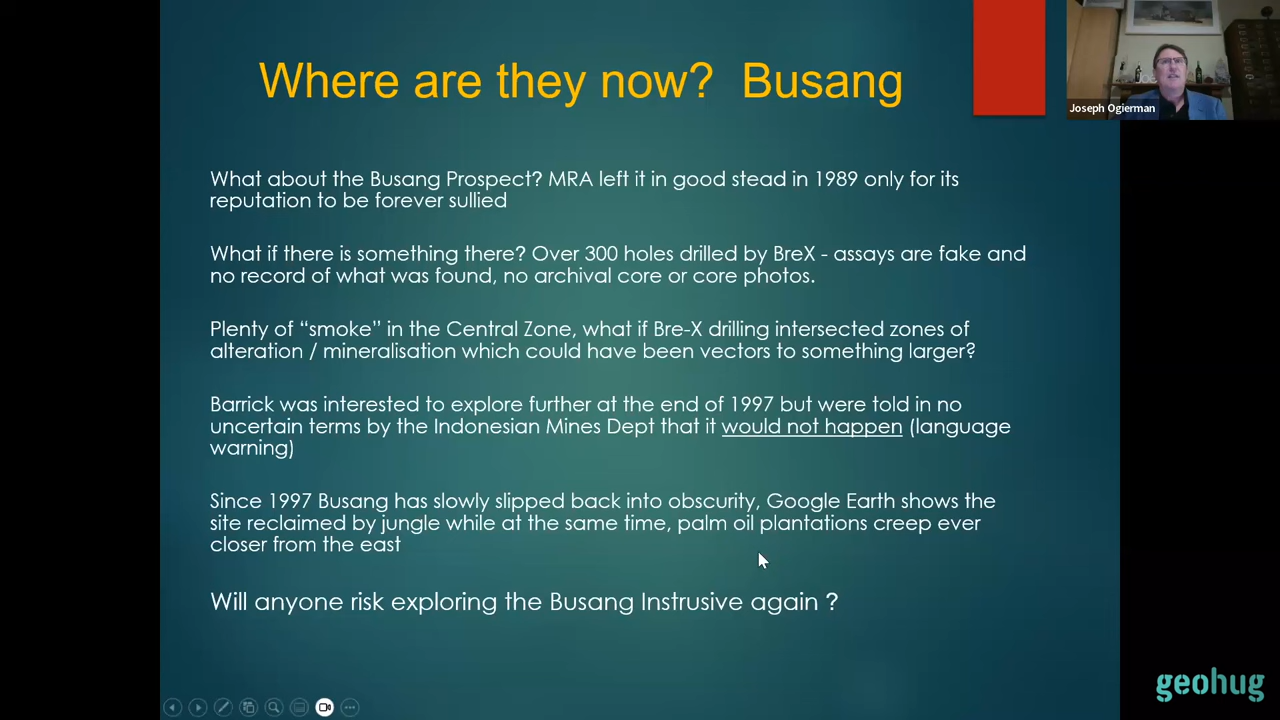 Where are they now? Busang
Joseph Ogierman
What about the Busang Prospect? MRA left it in good stead in 1989 only for its
reputation to be forever sullied
What if there is something there? Over 300 holes drilled by BreX - assays are fake and
no record of what was found, no archival core or core photos.
Plenty of “smoke” in the Central Zone, what if Bre-X drilling intersected zones of
alteration / mineralisation which could have been vectors to something larger?
Barrick was interested to explore further at the end of 1997 but were told in no
uncertain terms by the Indonesian Mines Dept that it would not happen (language
warning)
Since 1997 Busang has slowly slipped back into obscurity, Google Earth shows the
site reclaimed by jungle while at the same time, palm oil plantations creep ever
closer from the east
Will anyone risk exploring the Busang Instrusive again ?
geohug